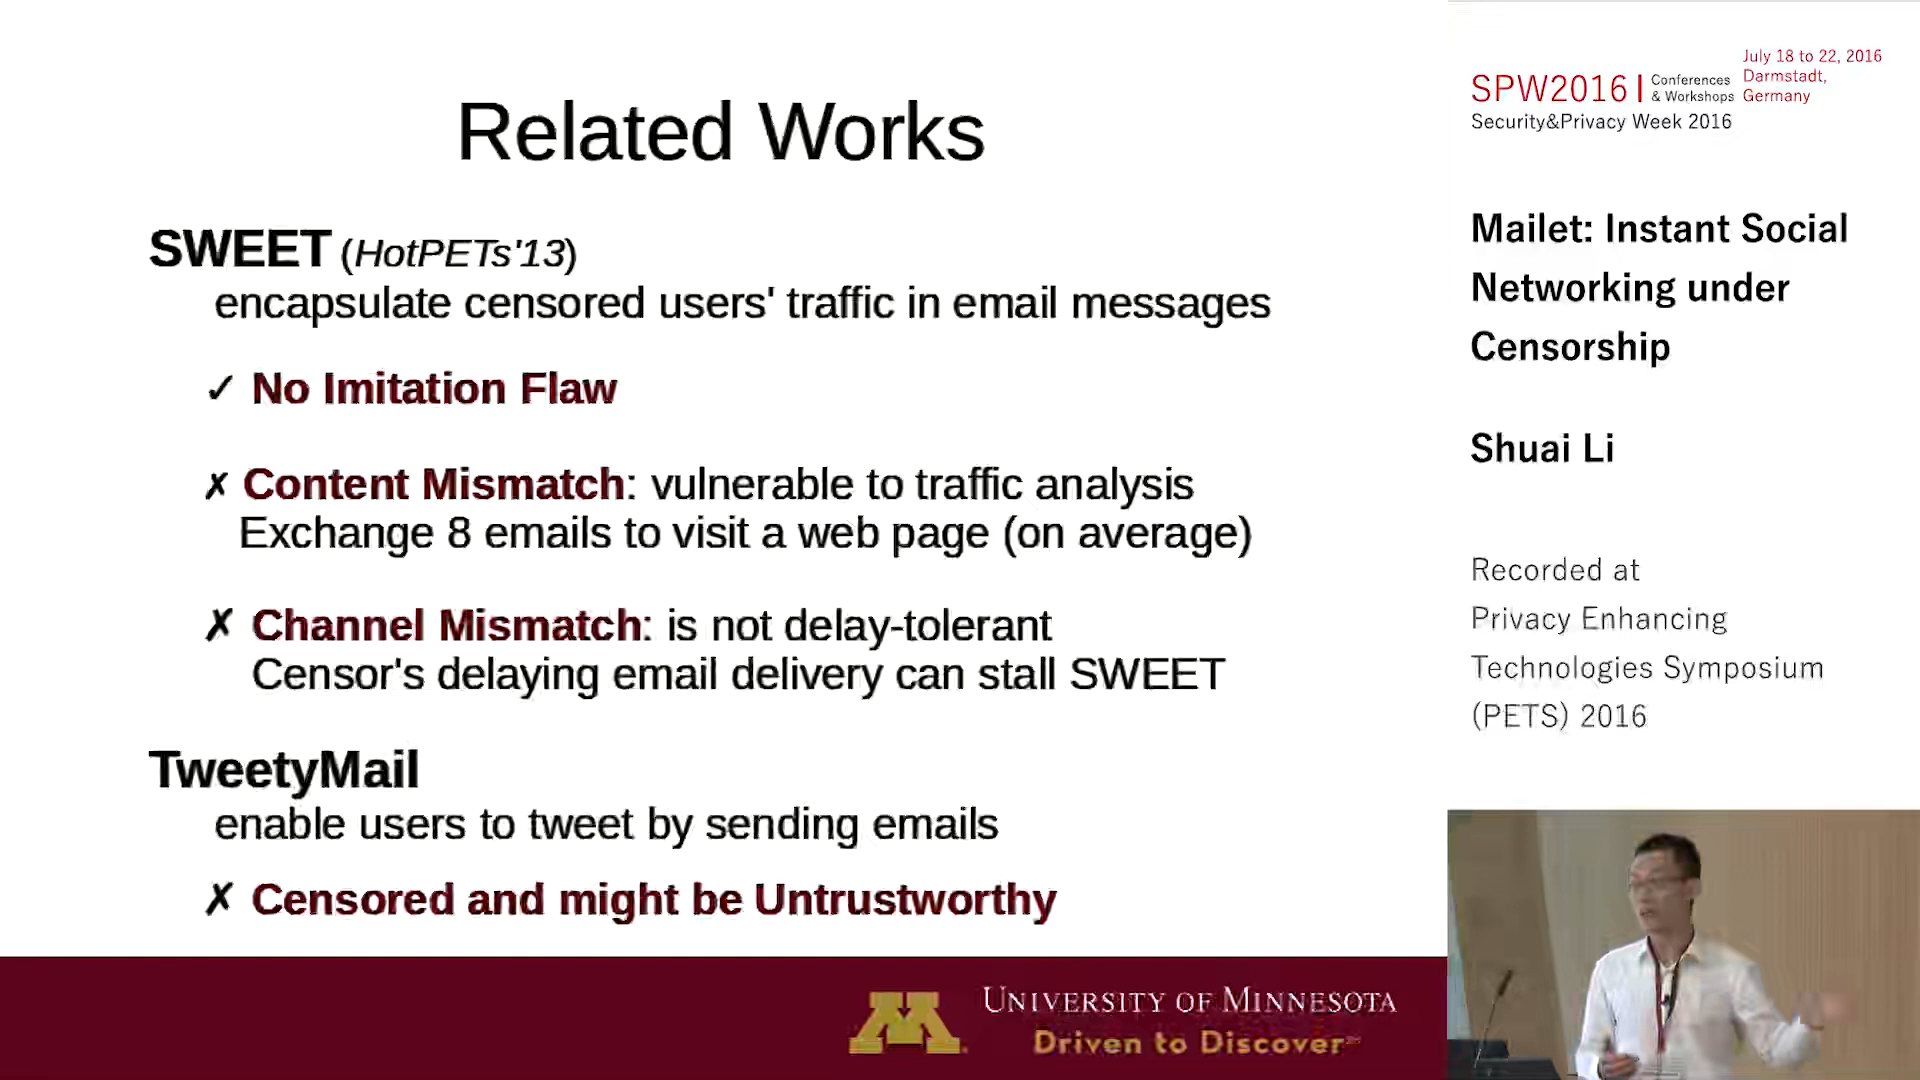 Related Works
SWEET (HotPETs'13)
encapsulate censored users' traffic in email messages
✓ No Imitation Flaw
✗ Content Mismatch: vulnerable to traffic analysis
Exchange 8 emails to visit a web page (on average)
✗ Channel Mismatch: is not delay-tolerant
Censor's delaying email delivery can stall SWEET
TweetyMail
enable users to tweet by sending emails
✗ Censored and might be Untrustworthy
M
UNIVERSITY OF MINNESOTA
Driven to Discover
SPW2016 | Conferences & Workshops
July 18 to 22, 2016
Darmstadt,
Germany
Security&Privacy Week 2016
Mailet: Instant Social
Networking under
Censorship
Shuai Li
Recorded at
Privacy Enhancing
Technologies Symposium
(PETS) 2016